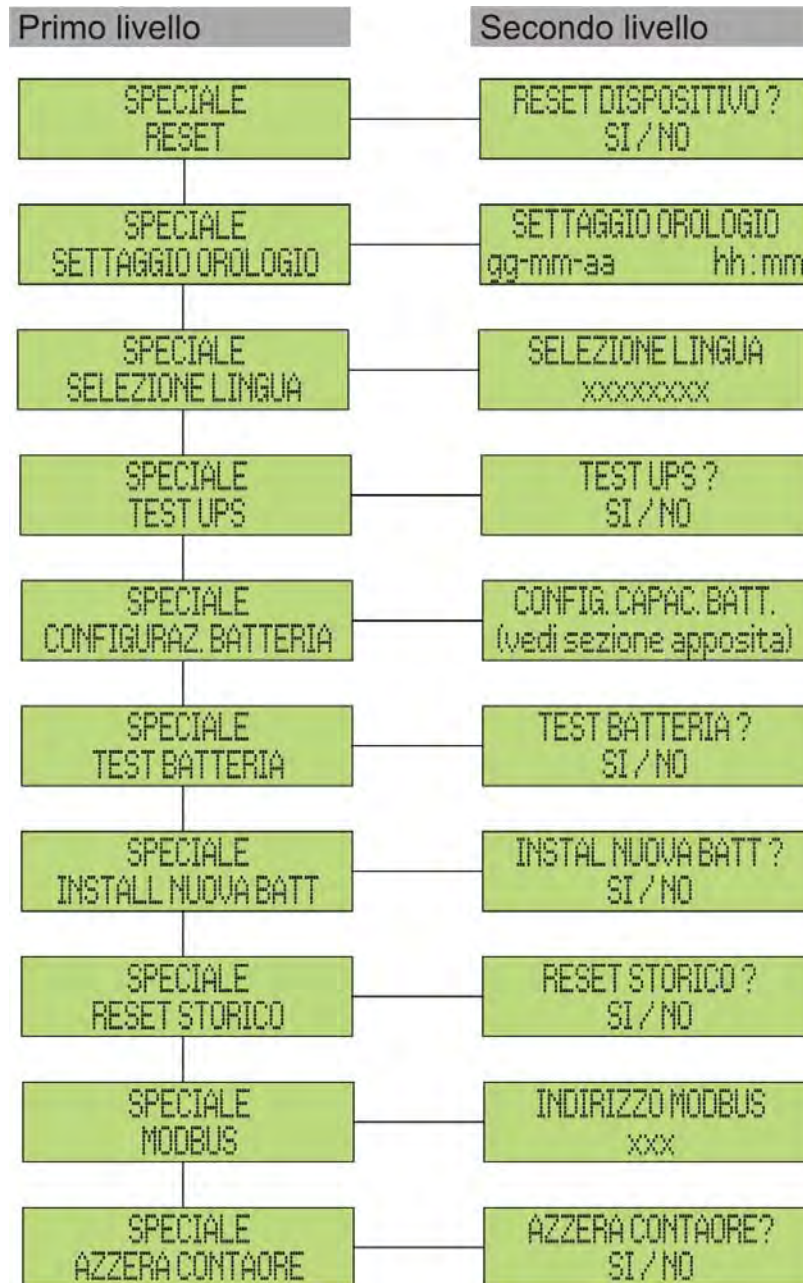 Primo livello
Secondo livello
SPECIALE
RESET
RESET DISPOSITIVO ?
SI / NO
SPECIALE
SETTAGGIO OROLOGIO
SETTAGGIO OROLOGIO
gg-mm-aa hh:mm
SPECIALE
SELEZIONE LINGUA
SELEZIONE LINGUA
xxxxxxxxx
SPECIALE
TEST UPS
TEST UPS ?
SI / NO
SPECIALE
CONFIGURAZ. BATTERIA
CONFIG. CAPAC. BATT.
(vedi sezione apposita)
SPECIALE
TEST BATTERIA
TEST BATTERIA ?
SI / NO
SPECIALE
INSTALL NUOVA BATT
INSTAL NUOVA BATT ?
SI / NO
SPECIALE
RESET STORICO
RESET STORICO ?
SI / NO
SPECIALE
MODBUS
INDIRIZZO MODBUS
xxx
SPECIALE
AZZERA CONTAORE
AZZERA CONTAORE?
SI / NO